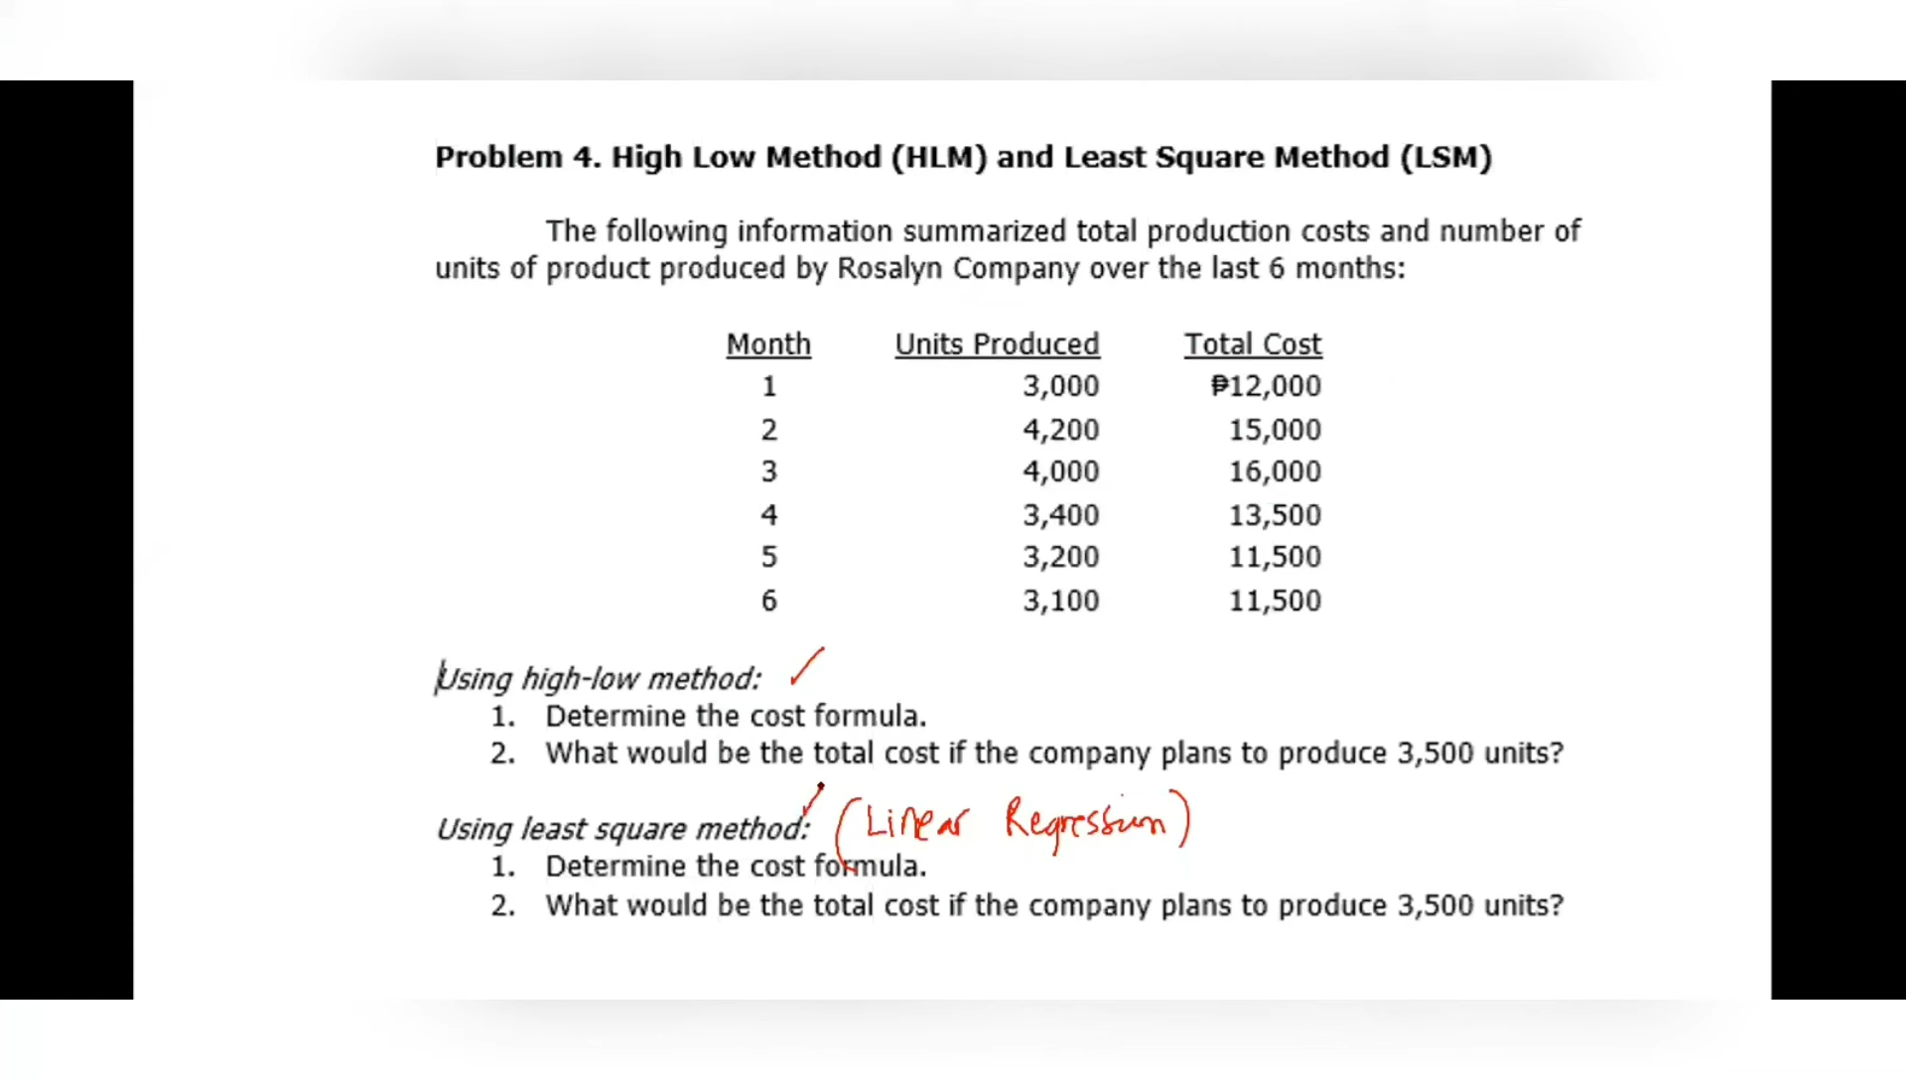 Problem 4. High Low Method (HLM) and Least Square Method (LSM)
The following information summarized total production costs and number of
units of product produced by Rosalyn Company over the last 6 months:
Month Units Produced Total Cost
1 3,000 ₱12,000
2 4,200 15,000
3 4,000 16,000
4 3,400 13,500
5 3,200 11,500
6 3,100 11,500
Using high-low method:
1. Determine the cost formula.
2. What would be the total cost if the company plans to produce 3,500 units?
Using least square method: (Linear Regression)
1. Determine the cost formula.
2. What would be the total cost if the company plans to produce 3,500 units?